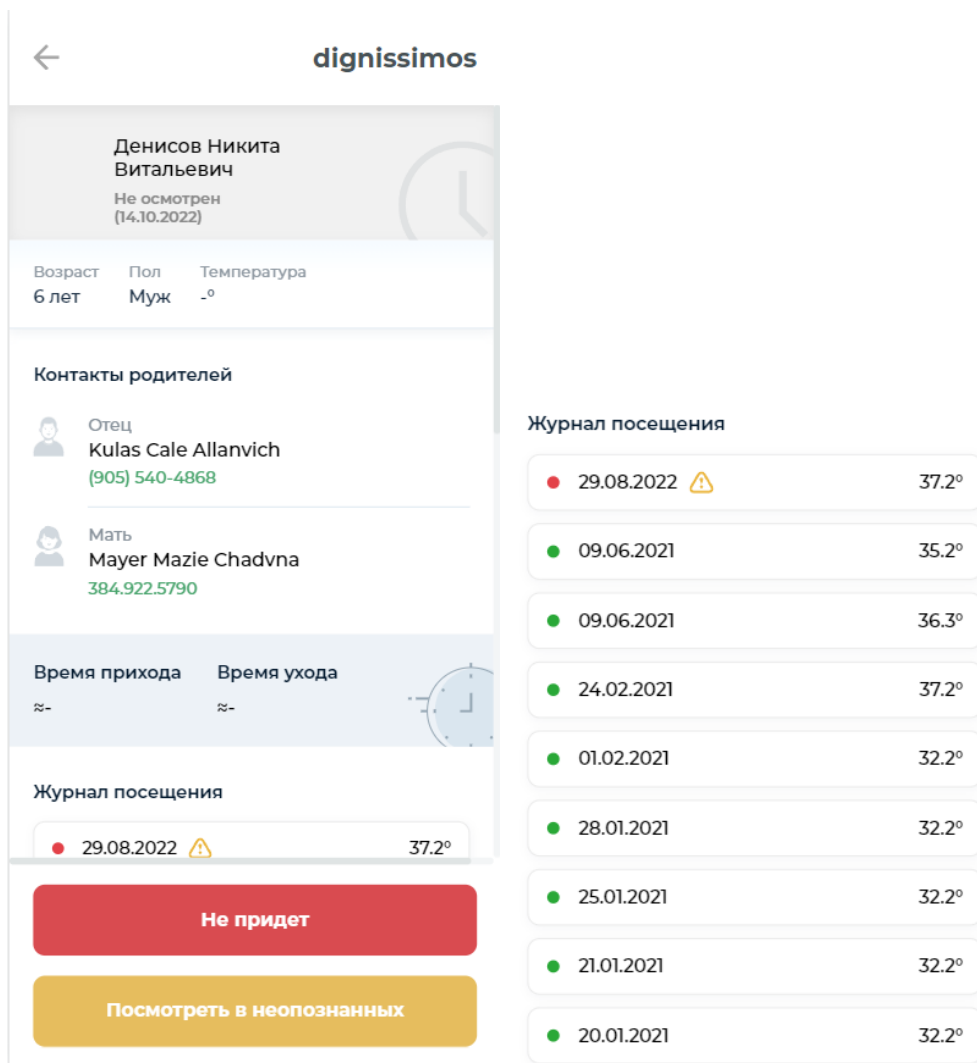 dignissimos
Денисов Никита
Витальевич
Не осмотрен
(14.10.2022)
Возраст Пол Температура
6 лет Муж -°
Контакты родителей
Отец
Kulas Cale Allanvich
(905) 540-4868
Мать
Mayer Mazie Chadvna
384.922.5790
Время прихода Время ухода
≈- ≈-
Журнал посещения
29.08.2022 37.2°
Не придет
Посмотреть в неопознанных
Журнал посещения
29.08.2022 37.2°
09.06.2021 35.2°
09.06.2021 36.3°
24.02.2021 37.2°
01.02.2021 32.2°
28.01.2021 32.2°
25.01.2021 32.2°
21.01.2021 32.2°
20.01.2021 32.2°